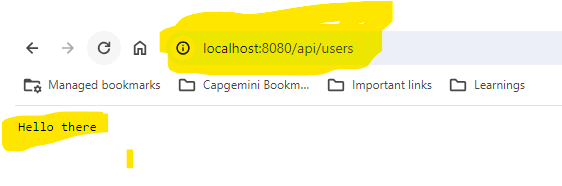 localhost:8080/api/users
Managed bookmarks Capgemini Bookm... Important links Learnings
Hello there